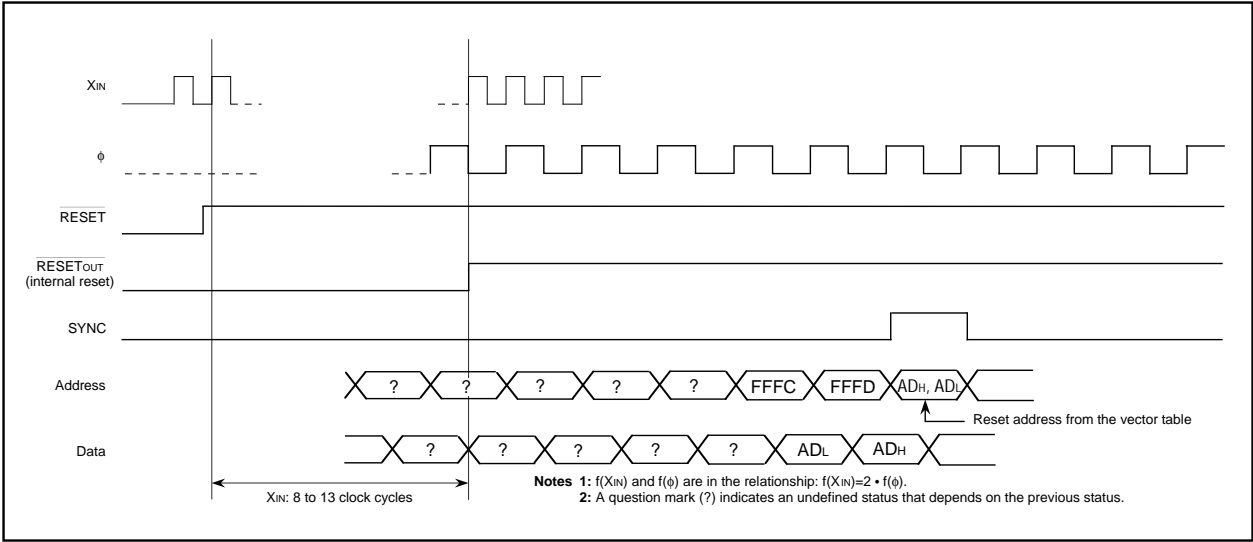 XIN
ϕ
RESET
RESETOUT
(internal reset)
SYNC
Address
? ? ? ? ? FFFC FFFD ADH, ADL
Reset address from the vector table
Data
? ? ? ? ? ADL ADH
XIN: 8 to 13 clock cycles
Notes 1: f(XIN) and f(ϕ) are in the relationship: f(XIN)=2 • f(ϕ).
2: A question mark (?) indicates an undefined status that depends on the previous status.